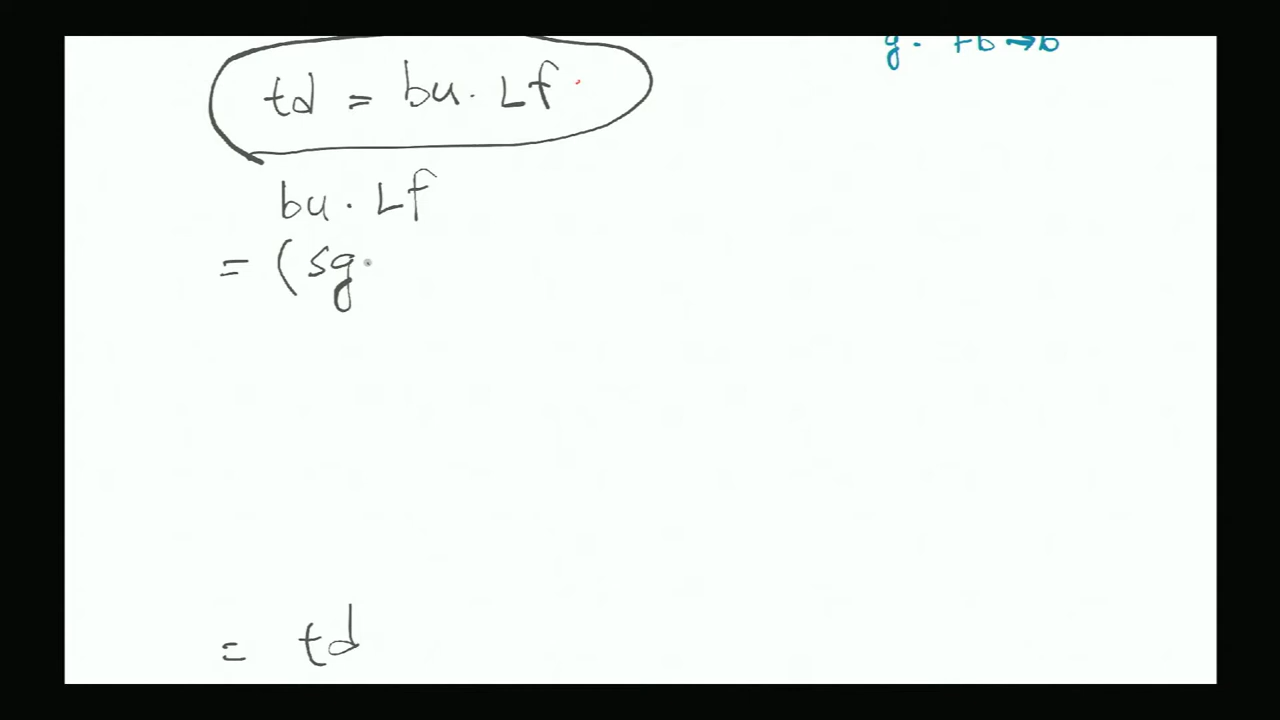 td = bu · Lf
bu · Lf
= (sg ·
= td